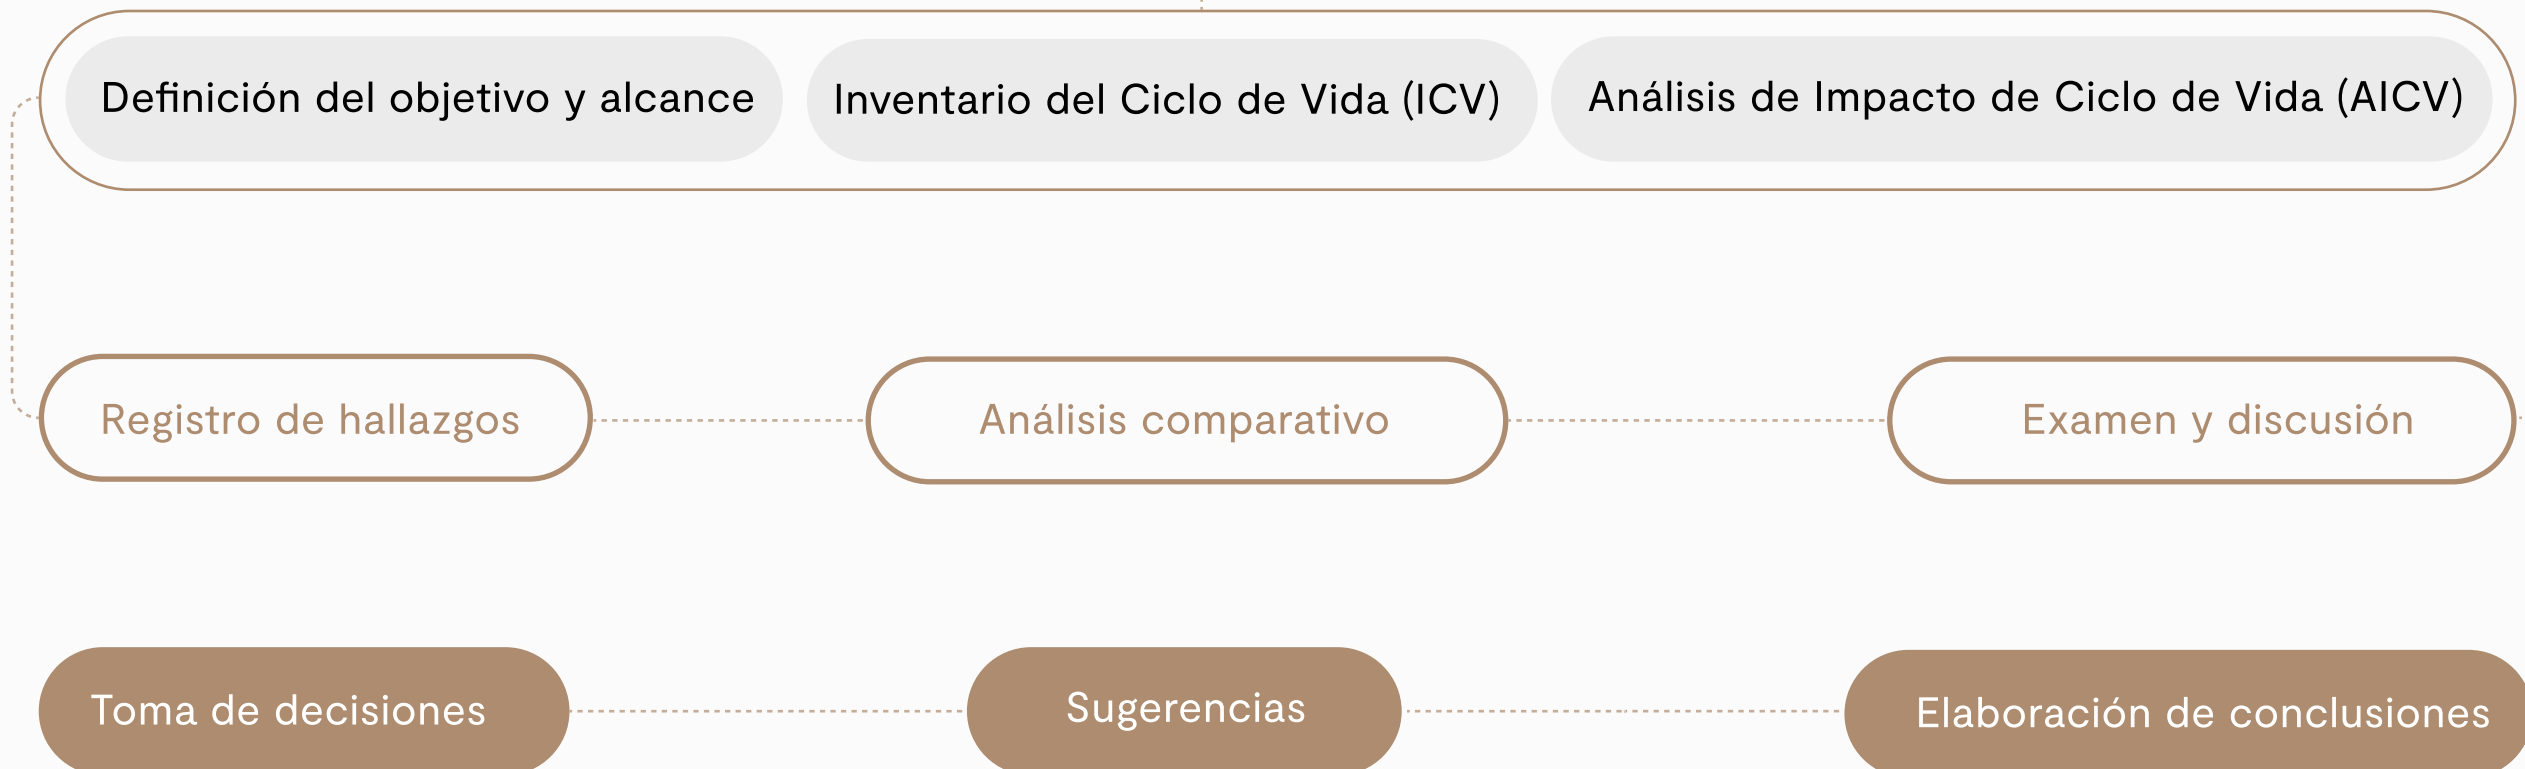 Definición del objetivo y alcance
Inventario del Ciclo de Vida (ICV)
Análisis de Impacto de Ciclo de Vida (AICV)
Registro de hallazgos
Análisis comparativo
Examen y discusión
Toma de decisiones
Sugerencias
Elaboración de conclusiones